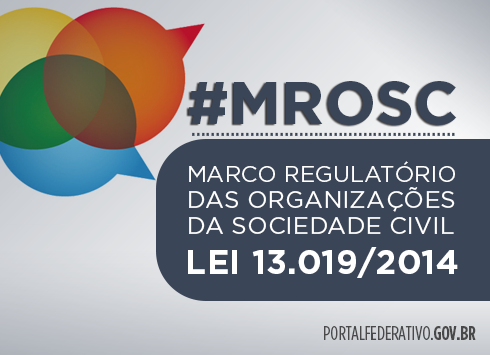 #MROSC
MARCO REGULATÓRIO
DAS ORGANIZAÇÕES
DA SOCIEDADE CIVIL
LEI 13.019/2014
PORTALFEDERATIVO.GOV.BR